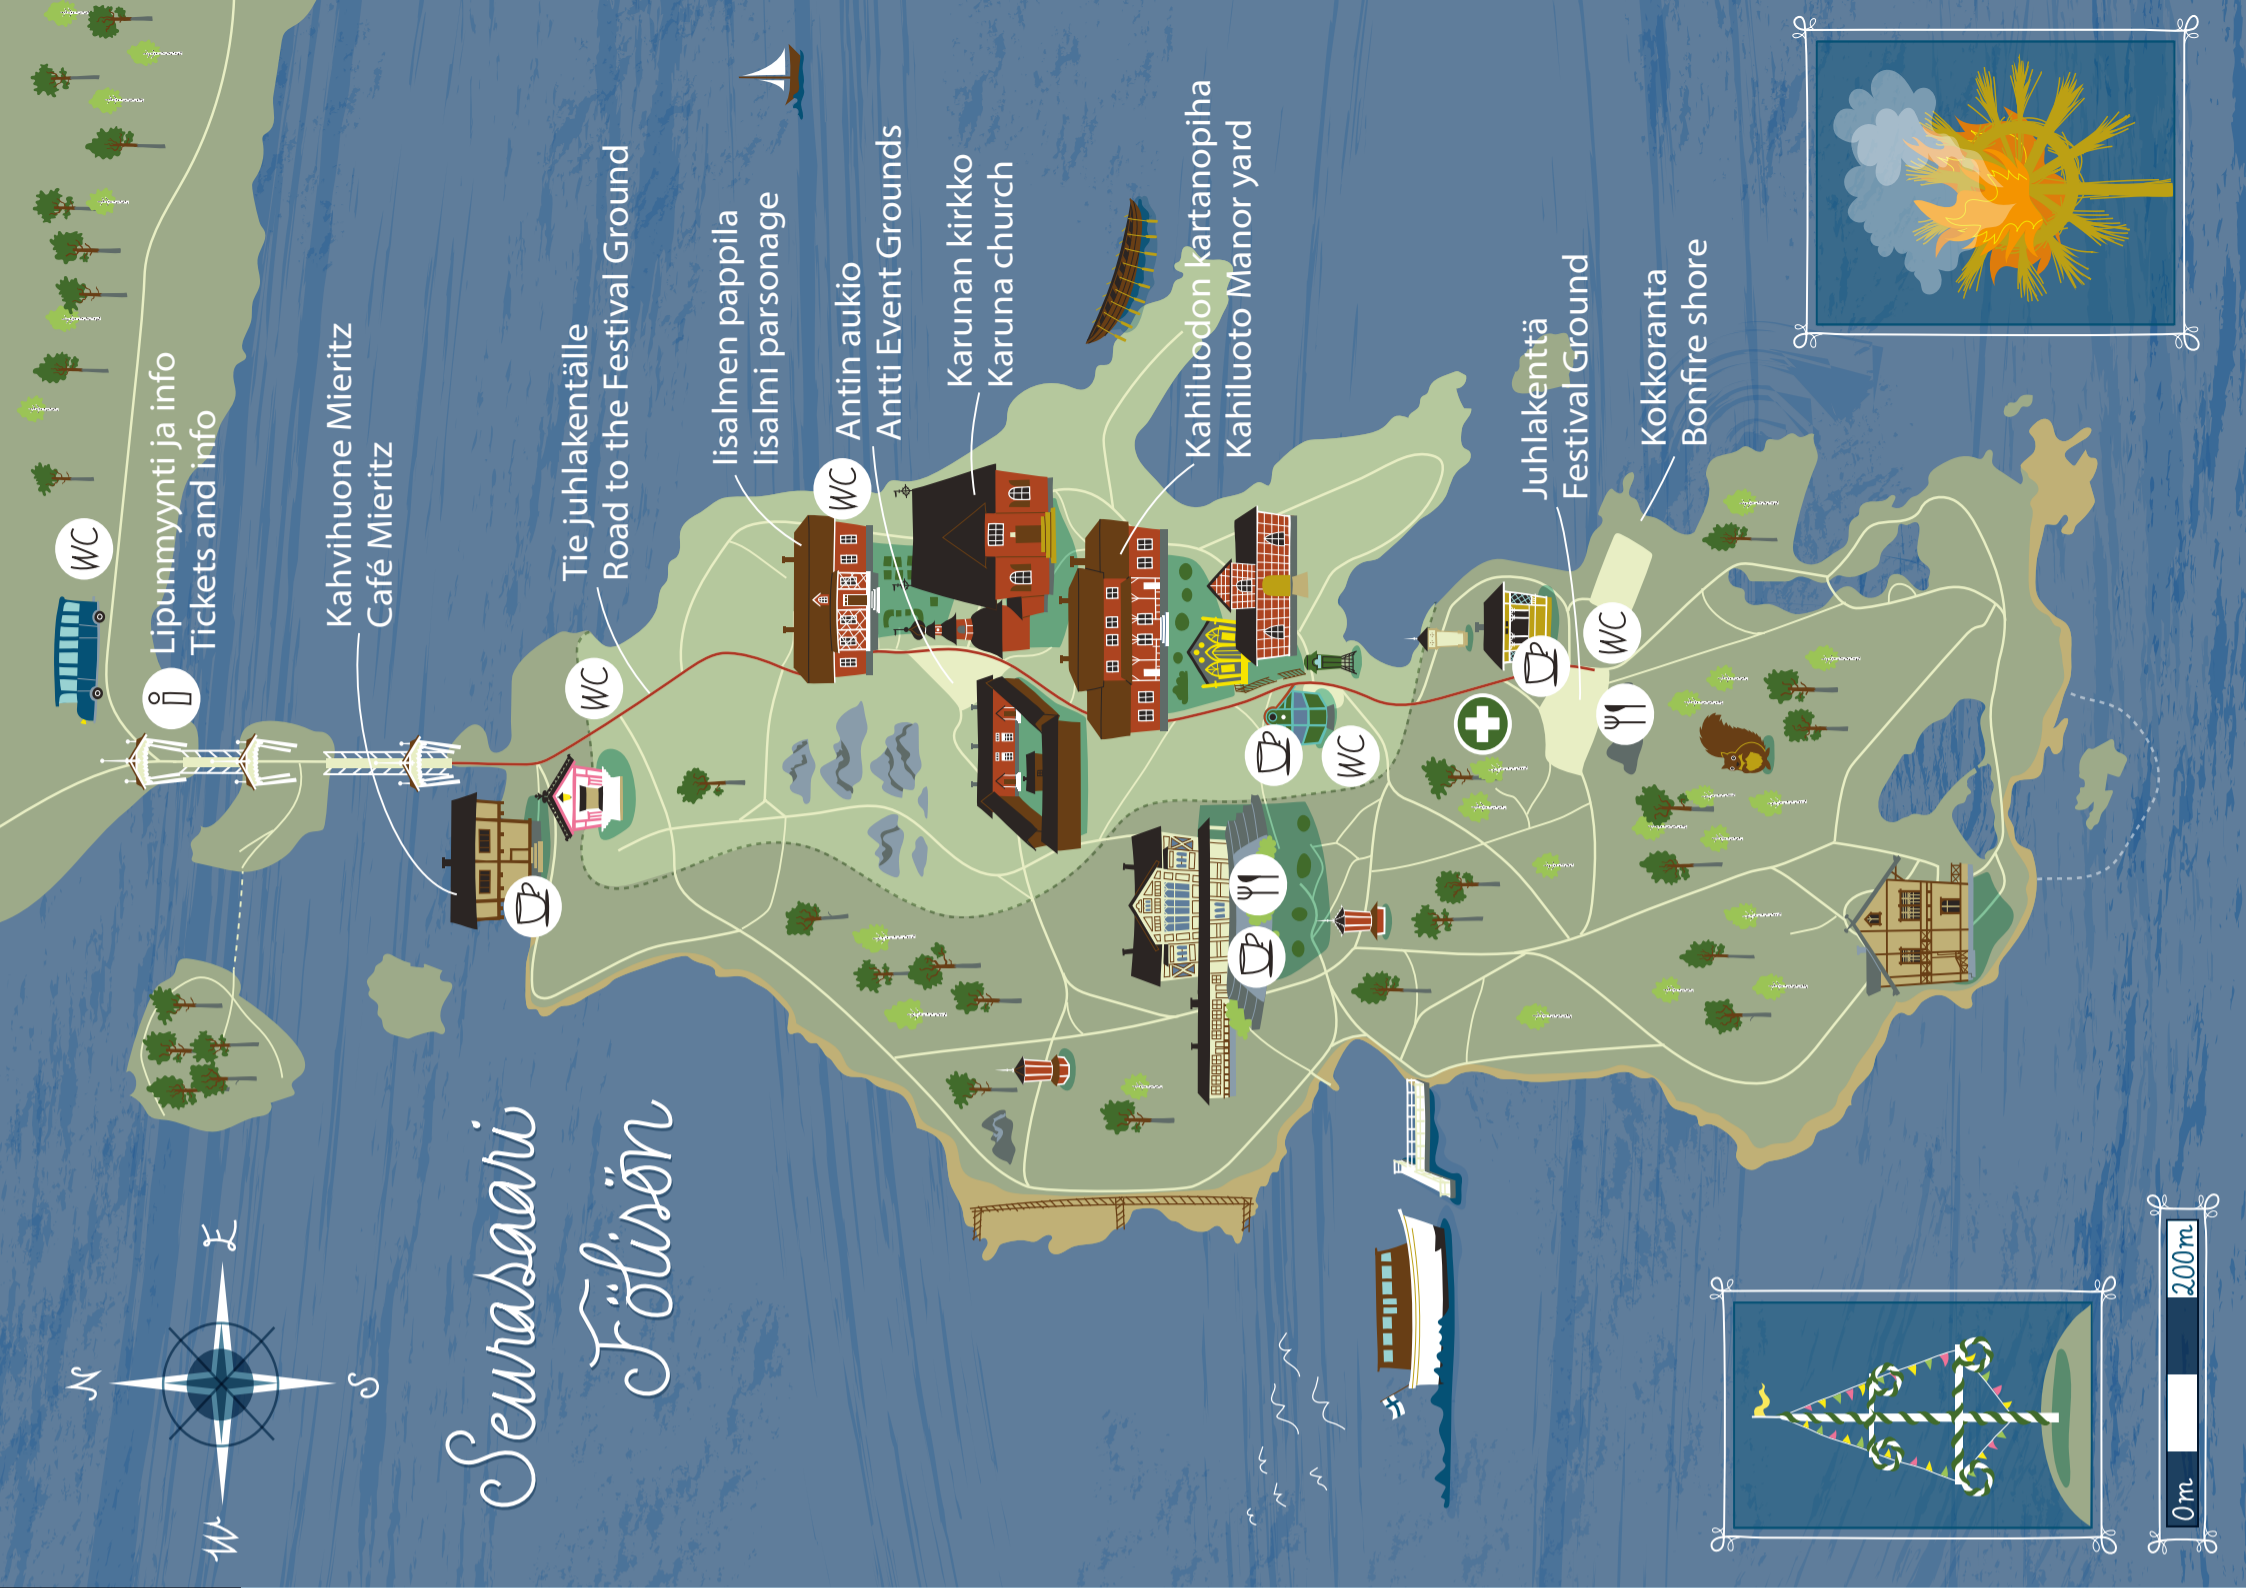 WC
Lipunmyynti ja info
Tickets and info
i
N
W
E
S
Kahvihuone Mieritz
Café Mieritz
Seurasaari
Fölisön
Tie juhlakentälle
Road to the Festival Ground
WC
Iisalmen pappila
Iisalmi parsonage
WC
Antin aukio
Antti Event Grounds
Karunan kirkko
Karuna church
Kahiluodon kartanopiha
Kahiluoto Manor yard
WC
Juhlakenttä
Festival Ground
WC
Kokkoranta
Bonfire shore
0m
200m